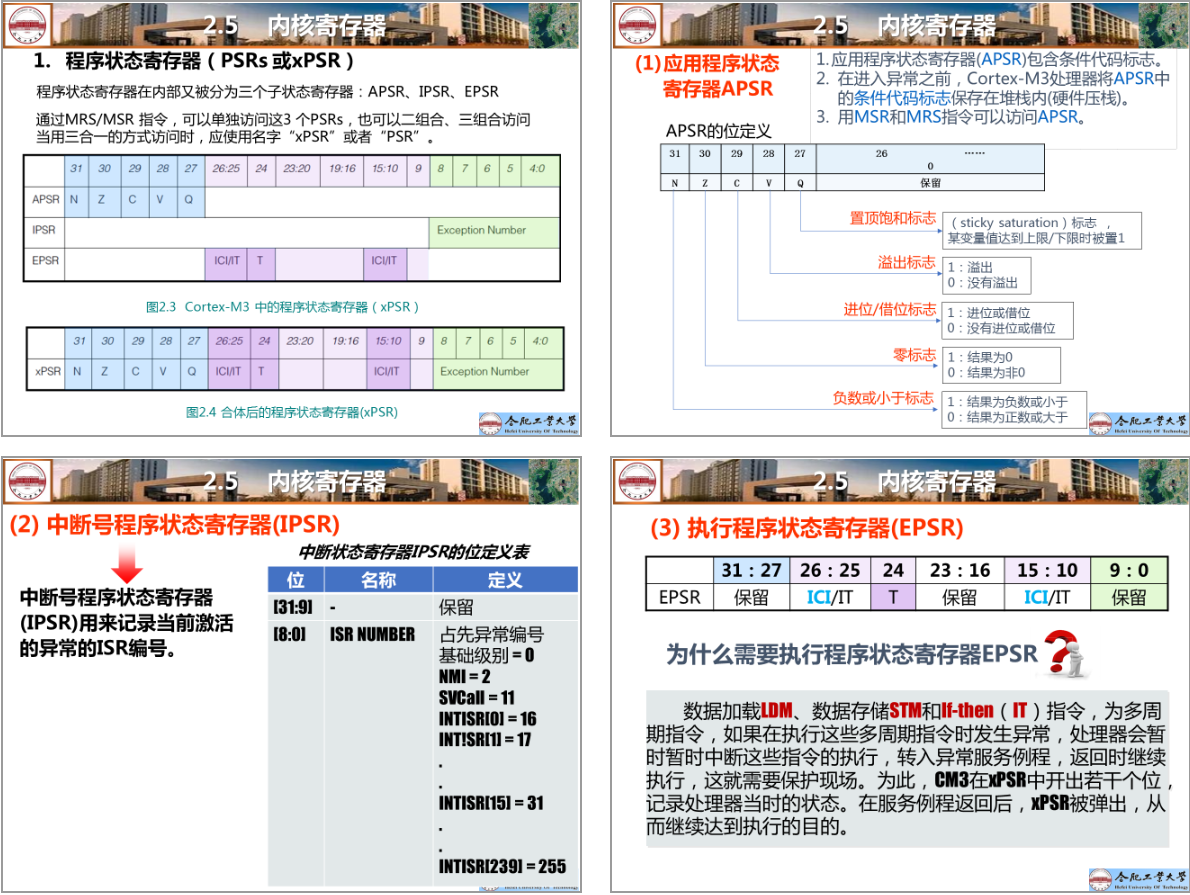 2.5 内核寄存器
1. 程序状态寄存器（PSRs 或xPSR）
程序状态寄存器在内部又被分为三个子状态寄存器：APSR、IPSR、EPSR
通过MRS/MSR 指令，可以单独访问这3 个PSRs，也可以二组合、三组合访问
当用三合一的方式访问时，应使用名字“xPSR”或者“PSR”。
31 30 29 28 27 26:25 24 23:20 19:16 15:10 9 8 7 6 5 4:0
APSR N Z C V Q
IPSR Exception Number
EPSR ICI/IT T ICI/IT
图2.3 Cortex-M3 中的程序状态寄存器（xPSR）
31 30 29 28 27 26:25 24 23:20 19:16 15:10 9 8 7 6 5 4:0
xPSR N Z C V Q ICI/IT T ICI/IT Exception Number
图2.4 合体后的程序状态寄存器(xPSR)
合肥工业大学
Hefei University Of Technology
2.5 内核寄存器
(1)应用程序状态
寄存器APSR
1.应用程序状态寄存器(APSR)包含条件代码标志。
2. 在进入异常之前，Cortex-M3处理器将APSR中
的条件代码标志保存在堆栈内(硬件压栈)。
3. 用MSR和MRS指令可以访问APSR。
APSR的位定义
31 30 29 28 27 26 ······
0
N Z C V Q 保留
置顶饱和标志
（sticky saturation）标志 ，
某变量值达到上限/下限时被置1
溢出标志
1：溢出
0：没有溢出
进位/借位标志
1：进位或借位
0：没有进位或借位
零标志
1：结果为0
0：结果为非0
负数或小于标志
1：结果为负数或小于
0：结果为正数或大于
合肥工业大学
Hefei University Of Technology
2.5 内核寄存器
(2) 中断号程序状态寄存器(IPSR)
中断号程序状态寄存器
(IPSR)用来记录当前激活
的异常的ISR编号。
中断状态寄存器IPSR的位定义表
位 名称 定义
[31:9] - 保留
[8:0] ISR NUMBER 占先异常编号
基础级别 = 0
NMI = 2
SVCall = 11
INTISR[0] = 16
INT!SR[1] = 17
.
.
INTISR[15] = 31
.
.
INTISR[239] = 255
2.5 内核寄存器
(3) 执行程序状态寄存器(EPSR)
31：27 26：25 24 23：16 15：10 9：0
EPSR 保留 ICI/IT T 保留 ICI/IT 保留
为什么需要执行程序状态寄存器EPSR
数据加载LDM、数据存储STM和If-then（IT）指令，为多周
期指令，如果在执行这些多周期指令时发生异常，处理器会暂
时暂时中断这些指令的执行，转入异常服务例程，返回时继续
执行，这就需要保护现场。为此，CM3在xPSR中开出若干个位，
记录处理器当时的状态。在服务例程返回后，xPSR被弹出，从
而继续达到执行的目的。
合肥工业大学
Hefei University Of Technology